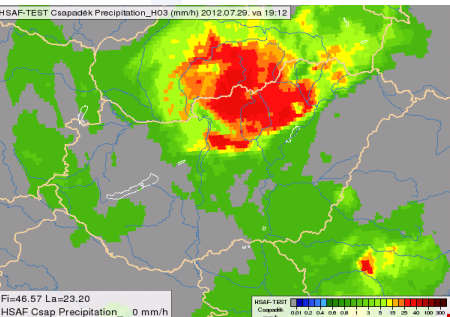 HSAF-TEST Csapadék Precipitation_H03 (mm/h) 2012.07.29. va 19:12
Fi=46.57 La=23.20
HSAF Csap Precipitation_ 0 mm/h
HSAF-TEST
Csapadék
0.01 0.2 0.4 0.6 0.8 1 3 5 15 25 40 100 300